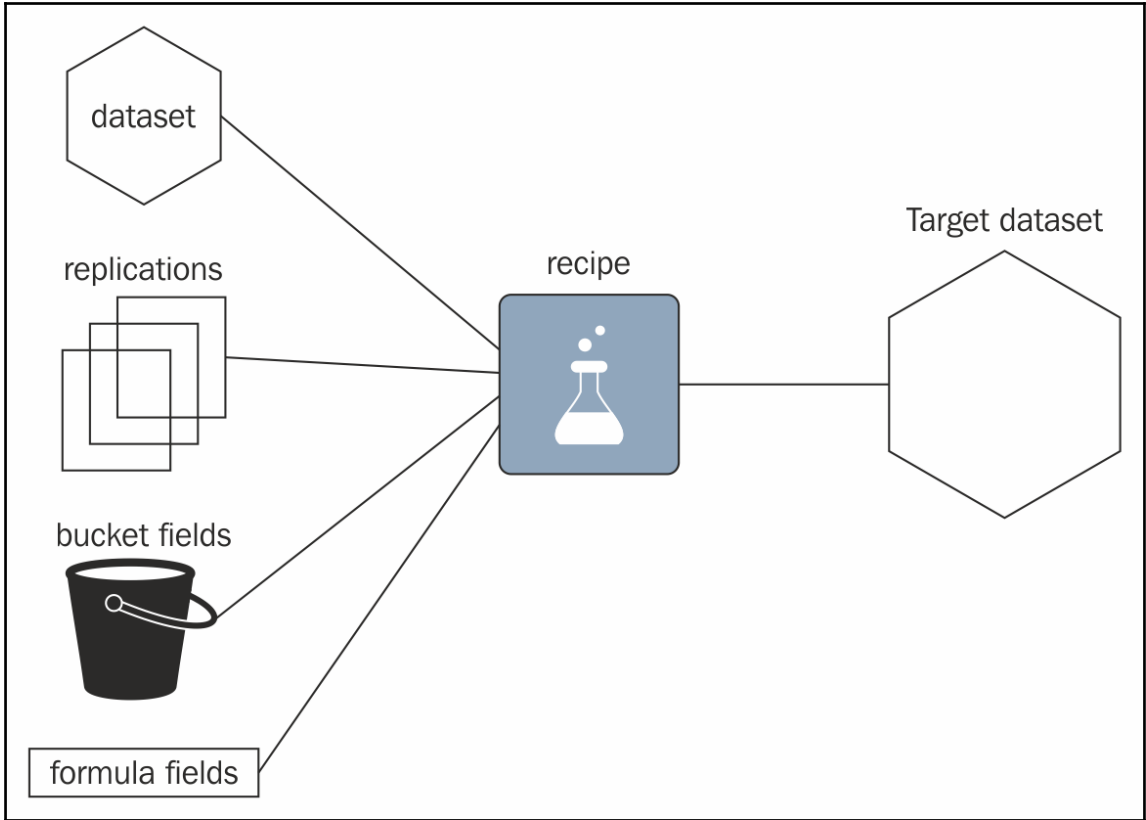 dataset
replications
bucket fields
formula fields
recipe
Target dataset